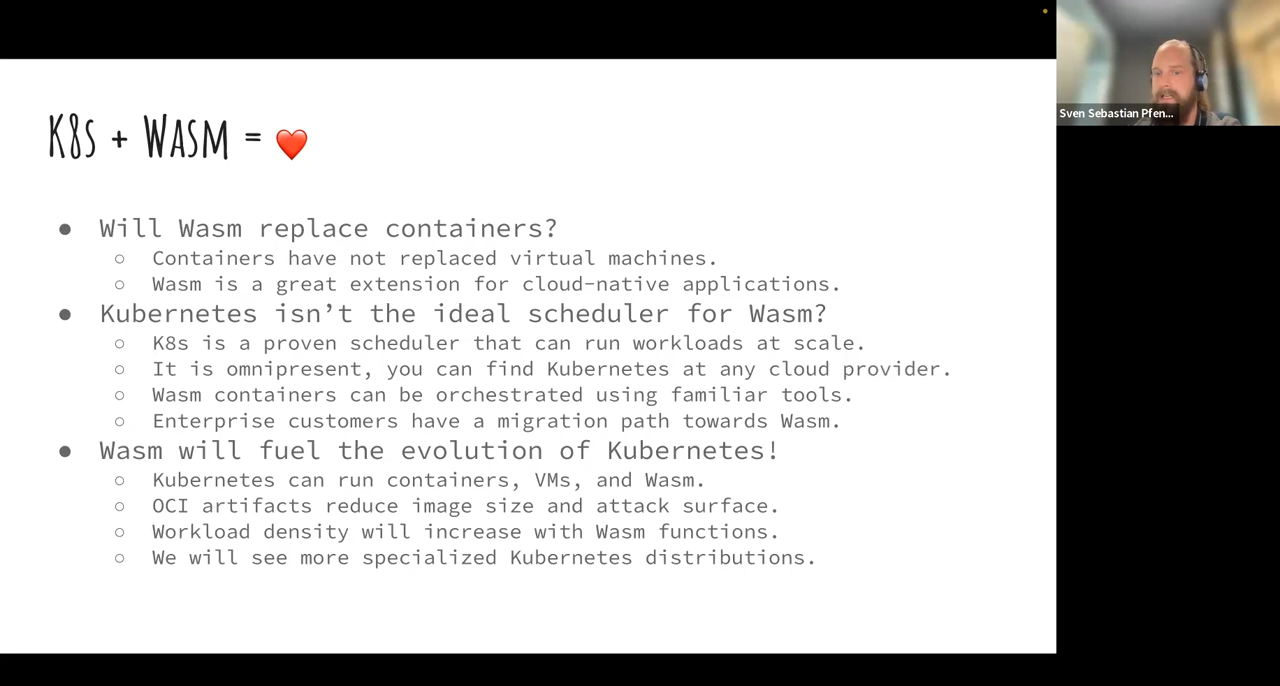 K8s + Wasm = ❤️
Sven Sebastian Pfen...
● Will Wasm replace containers?
○ Containers have not replaced virtual machines.
○ Wasm is a great extension for cloud-native applications.
● Kubernetes isn’t the ideal scheduler for Wasm?
○ K8s is a proven scheduler that can run workloads at scale.
○ It is omnipresent, you can find Kubernetes at any cloud provider.
○ Wasm containers can be orchestrated using familiar tools.
○ Enterprise customers have a migration path towards Wasm.
● Wasm will fuel the evolution of Kubernetes!
○ Kubernetes can run containers, VMs, and Wasm.
○ OCI artifacts reduce image size and attack surface.
○ Workload density will increase with Wasm functions.
○ We will see more specialized Kubernetes distributions.